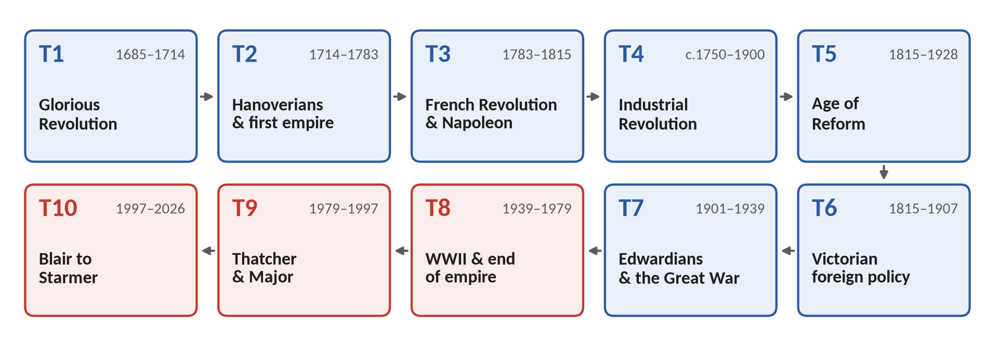 T1 1685–1714
Glorious
Revolution
T2 1714–1783
Hanoverians
& first empire
T3 1783–1815
French Revolution
& Napoleon
T4 c.1750–1900
Industrial
Revolution
T5 1815–1928
Age of
Reform
T6 1815–1907
Victorian
foreign policy
T7 1901–1939
Edwardians
& the Great War
T8 1939–1979
WWII & end
of empire
T9 1979–1997
Thatcher
& Major
T10 1997–2026
Blair to
Starmer